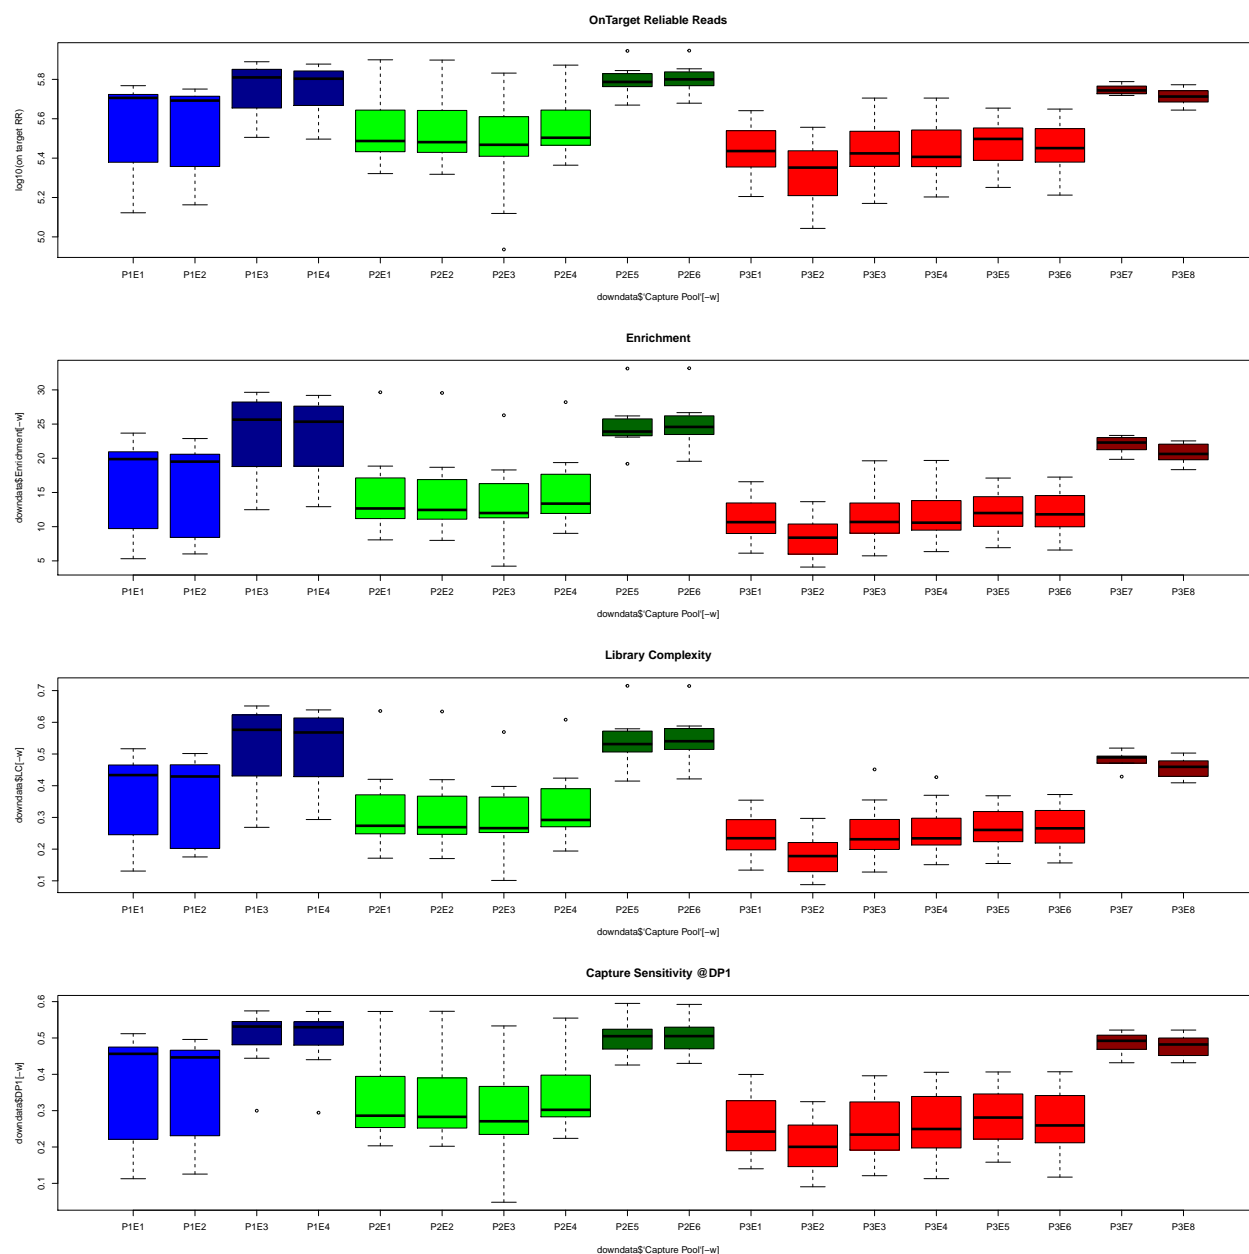 OnTarget Reliable Reads
log10(on target RR)
5.0 5.2 5.4 5.6 5.8
P1E1 P1E2 P1E3 P1E4 P2E1 P2E2 P2E3 P2E4 P2E5 P2E6 P3E1 P3E2 P3E3 P3E4 P3E5 P3E6 P3E7 P3E8
downdata$'Capture Pool'[−w]
Enrichment
downdata$Enrichment[−w]
5 10 15 20 25 30
P1E1 P1E2 P1E3 P1E4 P2E1 P2E2 P2E3 P2E4 P2E5 P2E6 P3E1 P3E2 P3E3 P3E4 P3E5 P3E6 P3E7 P3E8
downdata$'Capture Pool'[−w]
Library Complexity
downdata$LC[−w]
0.1 0.2 0.3 0.4 0.5 0.6 0.7
P1E1 P1E2 P1E3 P1E4 P2E1 P2E2 P2E3 P2E4 P2E5 P2E6 P3E1 P3E2 P3E3 P3E4 P3E5 P3E6 P3E7 P3E8
downdata$'Capture Pool'[−w]
Capture Sensitivity @DP1
downdata$DP1[−w]
0.1 0.2 0.3 0.4 0.5 0.6
P1E1 P1E2 P1E3 P1E4 P2E1 P2E2 P2E3 P2E4 P2E5 P2E6 P3E1 P3E2 P3E3 P3E4 P3E5 P3E6 P3E7 P3E8
downdata$'Capture Pool'[−w]